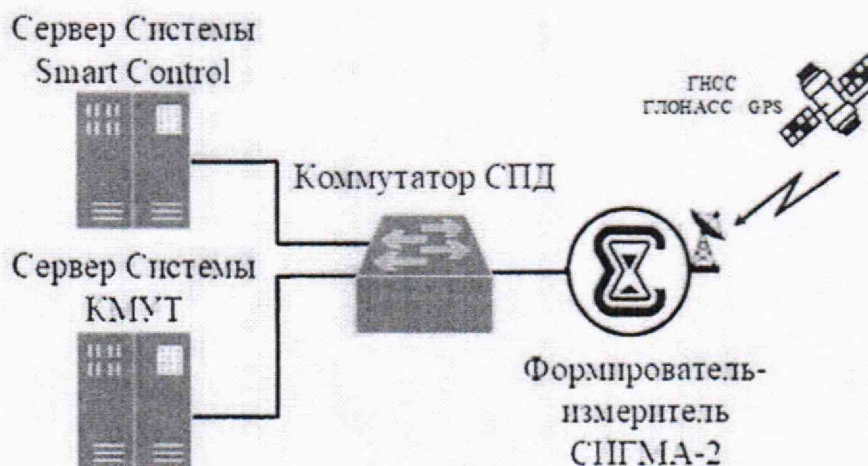 Сервер Системы
Smart Control
ГНСС
ГЛОНАСС GPS
Коммутатор СПД
Сервер Системы
КМУТ
Формирователь-
измеритель
СИГМА-2